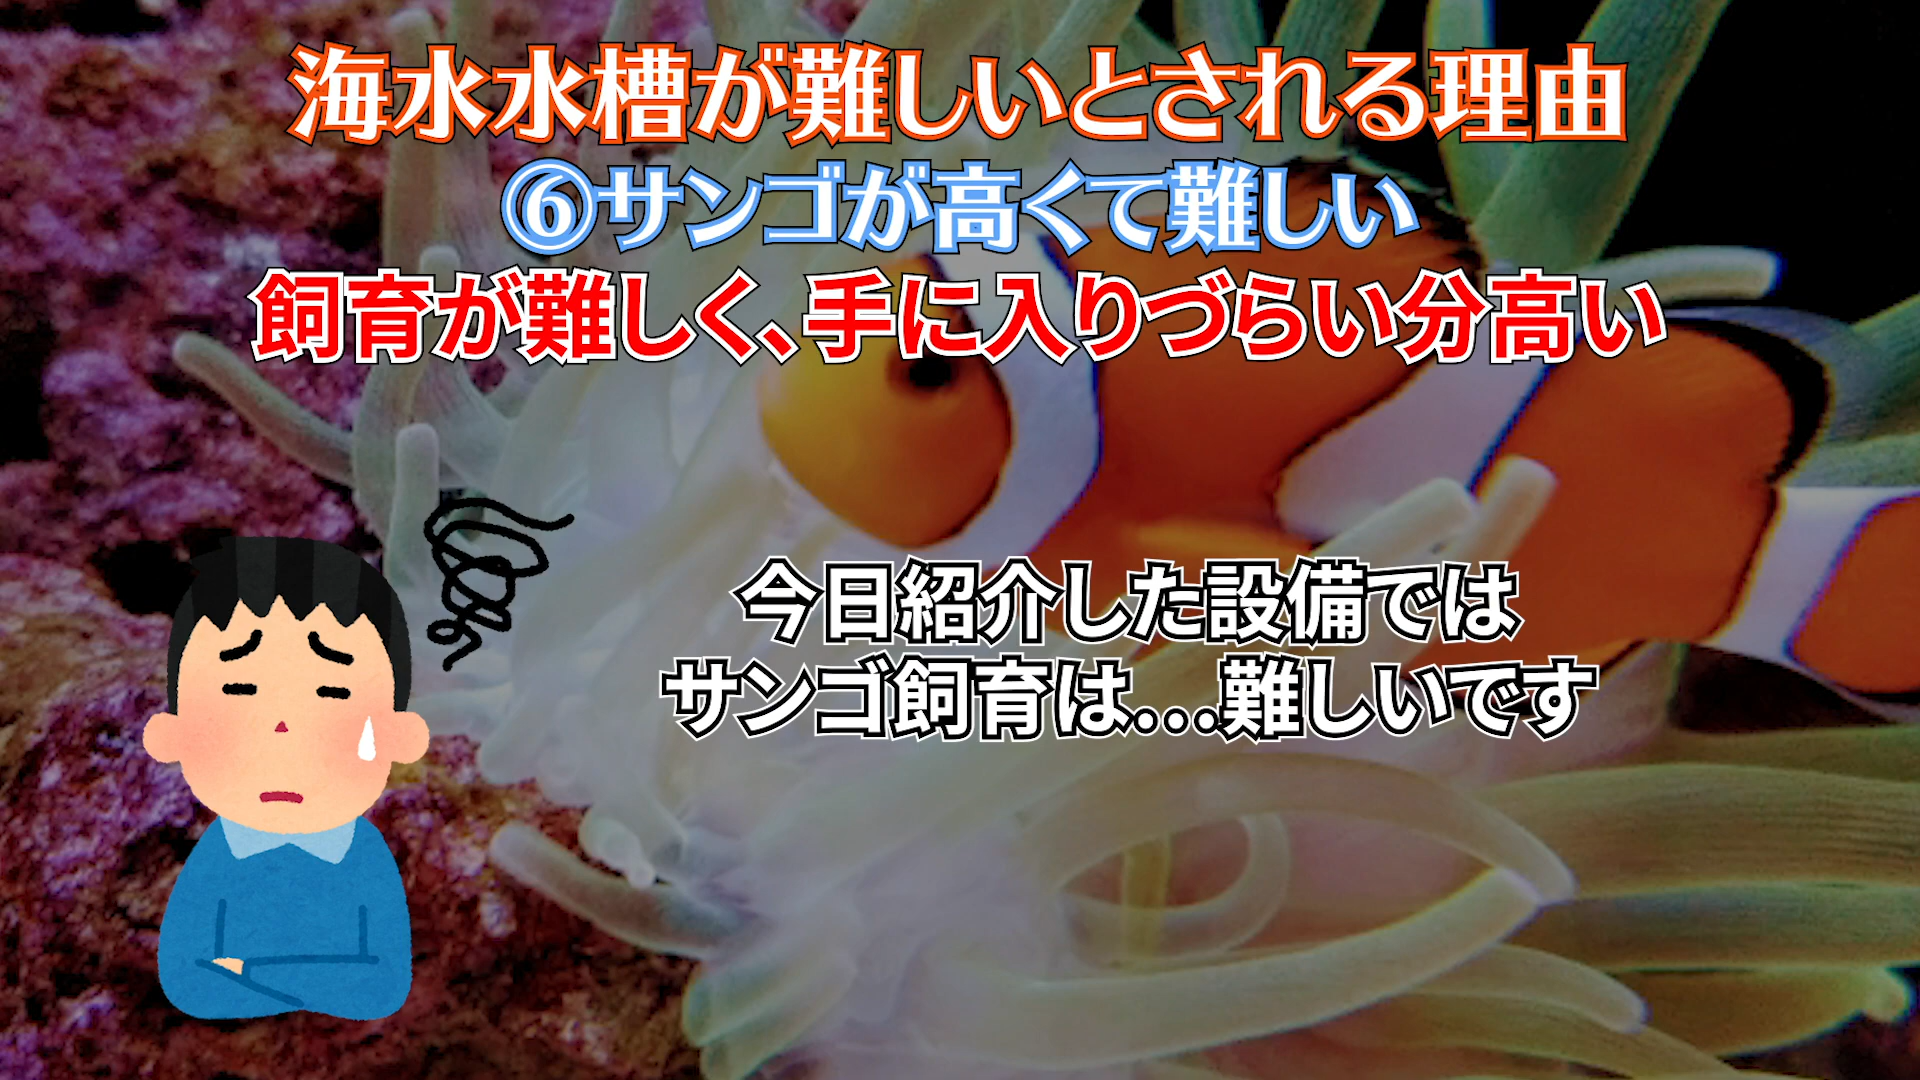 海水水槽が難しいとされる理由
⑥サンゴが高くて難しい
飼育が難しく、手に入りづらい分高い
今日紹介した設備では
サンゴ飼育は…難しいです